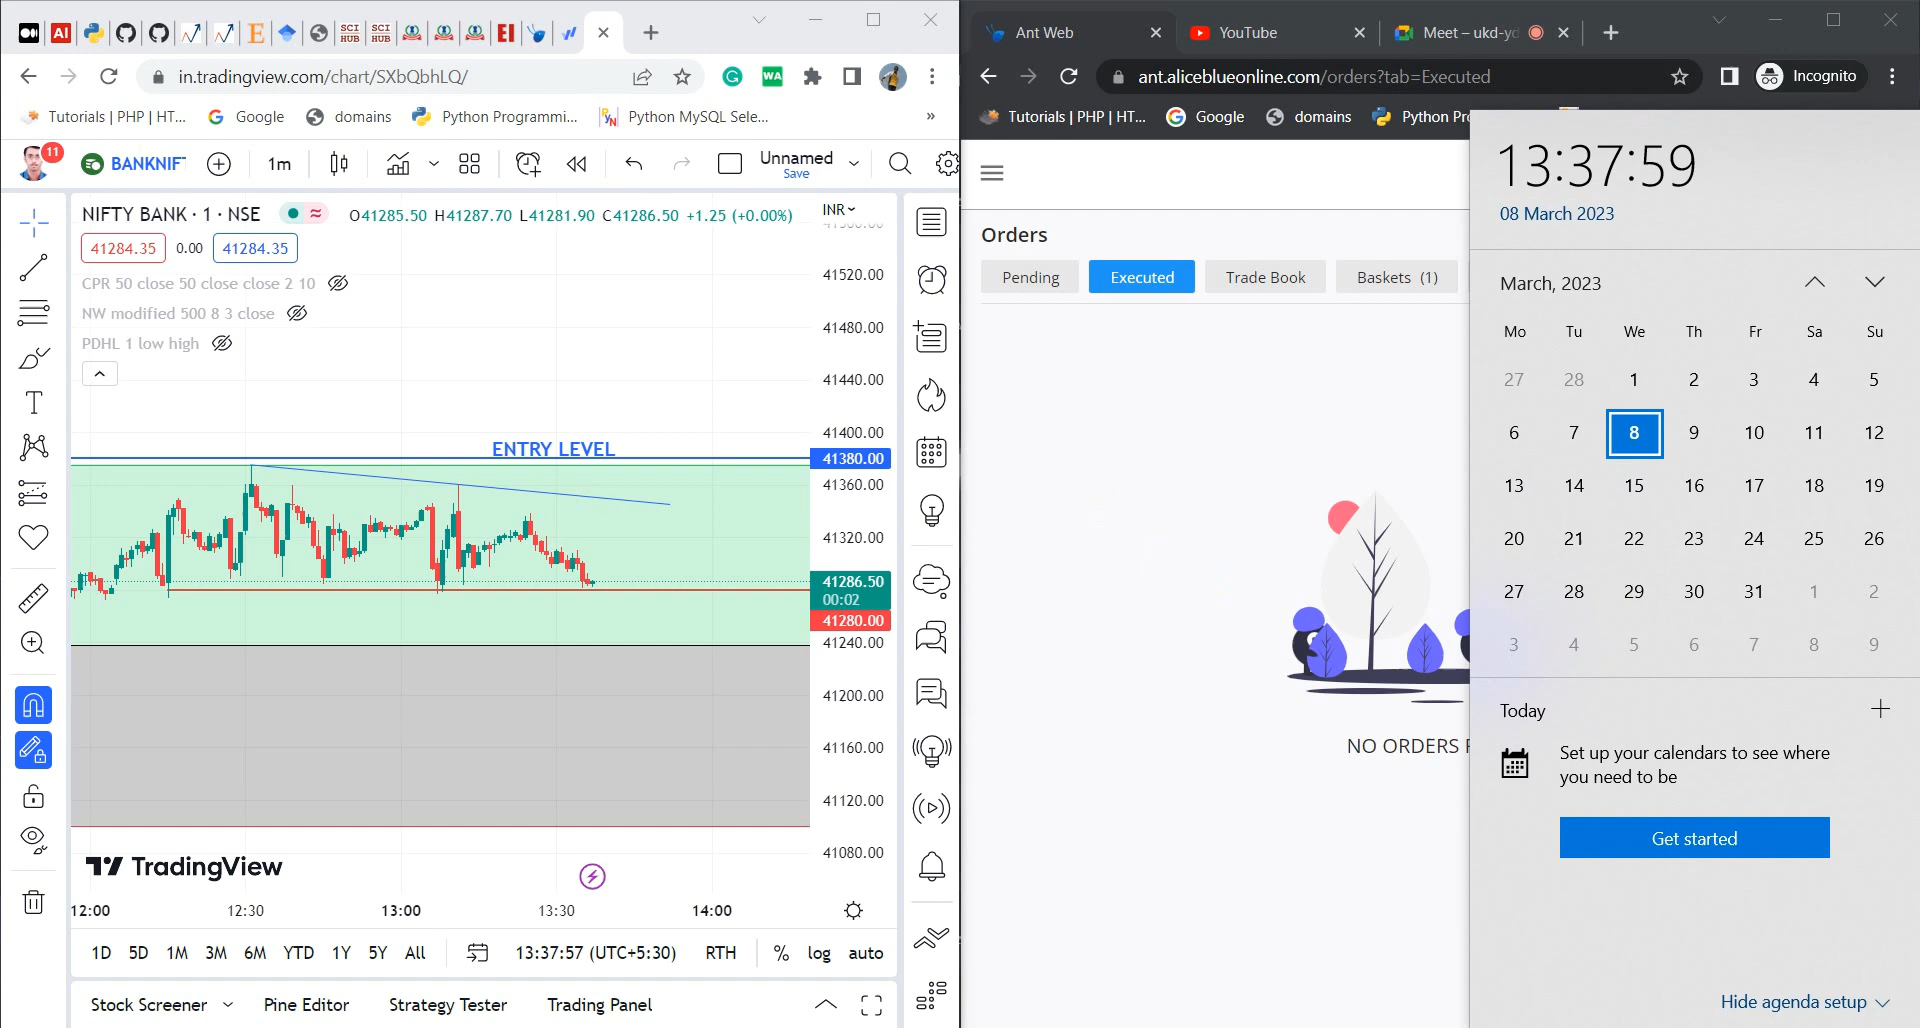 AI
SCI
HUB
SCI
HUB
EI
in.tradingview.com/chart/SXbQbhLQ/
WA
Tutorials | PHP | HT...
Google
domains
Python Programmi...
Python MySQL Sele...
»
11
BANKNIF
1m
Unnamed
Save
NIFTY BANK · 1 · NSE
O41285.50 H41287.70 L41281.90 C41286.50 +1.25 (+0.00%)
INR
41284.35
0.00
41284.35
CPR 50 close 50 close close 2 10
NW modified 500 8 3 close
PDHL 1 low high
41520.00
41480.00
41440.00
41400.00
ENTRY LEVEL
41380.00
41360.00
41320.00
41286.50
00:02
41280.00
41240.00
41200.00
41160.00
41120.00
41080.00
TradingView
12:00
12:30
13:00
13:30
14:00
1D 5D 1M 3M 6M YTD 1Y 5Y All
13:37:57 (UTC+5:30)
RTH
%
log
auto
Stock Screener
Pine Editor
Strategy Tester
Trading Panel
Ant Web
YouTube
Meet – ukd-yd
ant.aliceblueonline.com/orders?tab=Executed
Incognito
Tutorials | PHP | HT...
Google
domains
Python Pro
Orders
Pending
Executed
Trade Book
Baskets (1)
NO ORDERS
13:37:59
08 March 2023
March, 2023
Mo Tu We Th Fr Sa Su
27 28 1 2 3 4 5
6 7 8 9 10 11 12
13 14 15 16 17 18 19
20 21 22 23 24 25 26
27 28 29 30 31 1 2
3 4 5 6 7 8 9
Today
Set up your calendars to see where
you need to be
Get started
Hide agenda setup